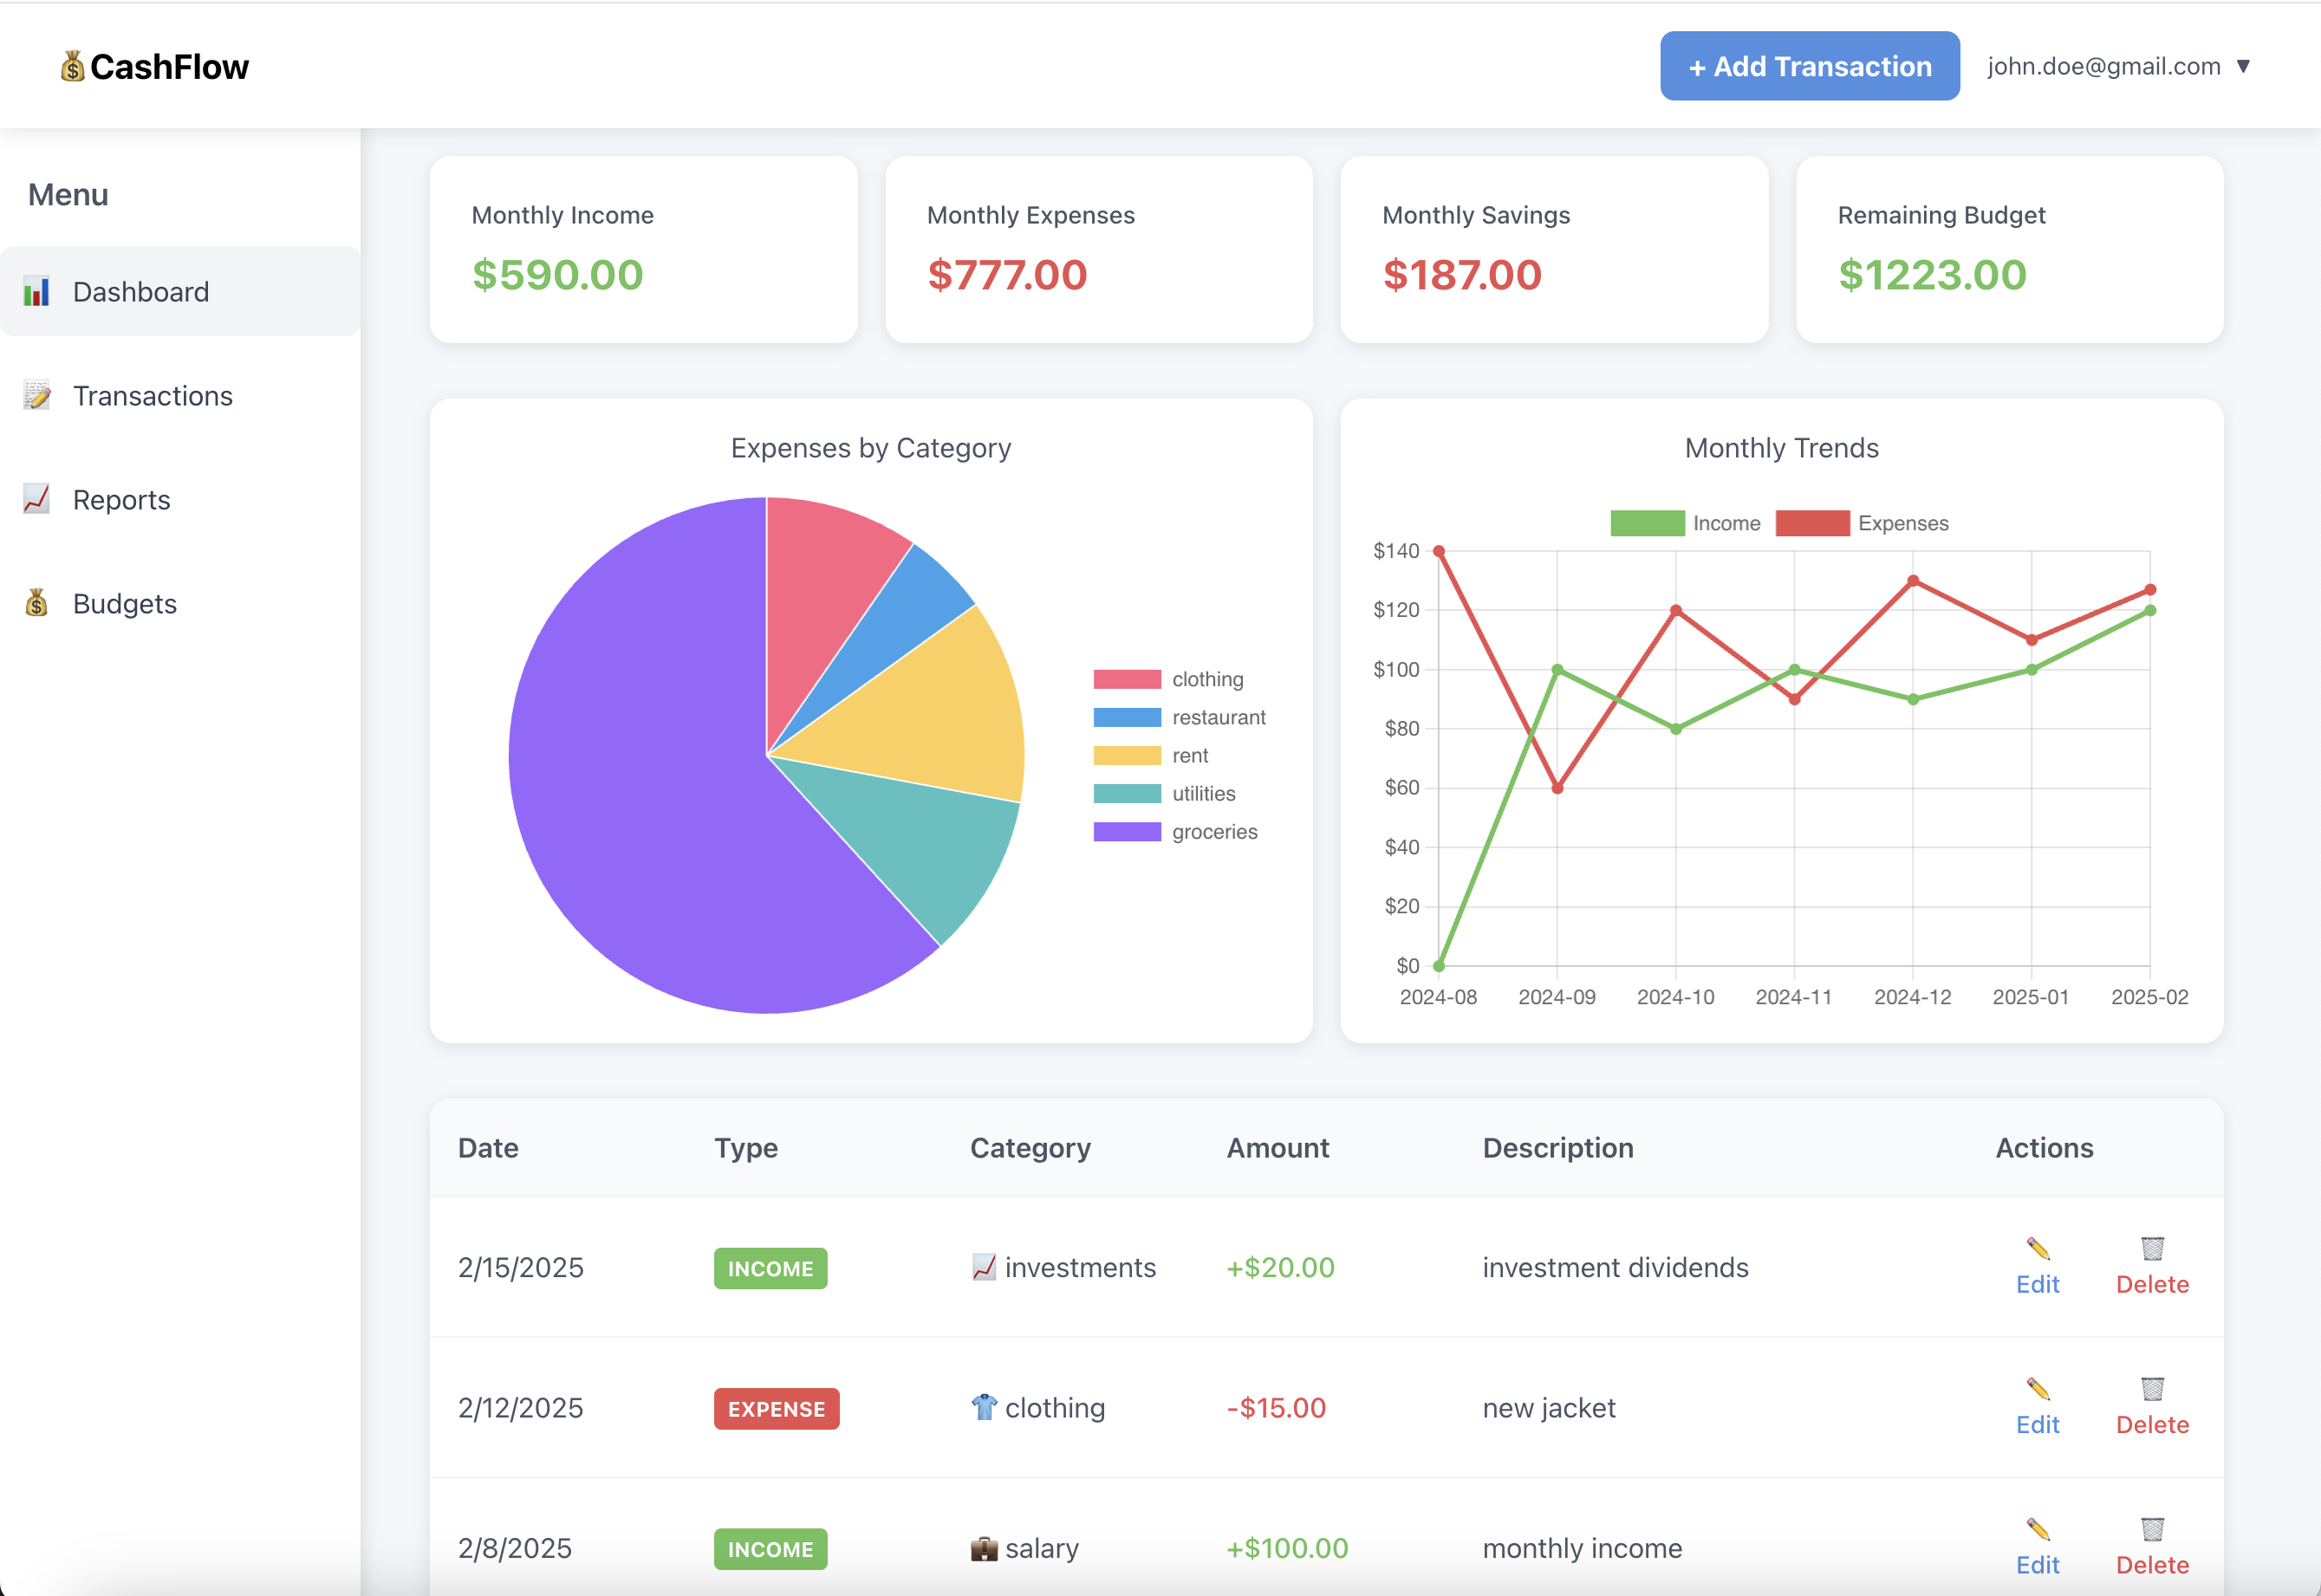 CashFlow
+ Add Transaction
john.doe@gmail.com ▼
Menu
Dashboard
Transactions
Reports
Budgets
Monthly Income
$590.00
Monthly Expenses
$777.00
Monthly Savings
$187.00
Remaining Budget
$1223.00
Expenses by Category
clothing
restaurant
rent
utilities
groceries
Monthly Trends
Income Expenses
$140
$120
$100
$80
$60
$40
$20
$0
2024-08 2024-09 2024-10 2024-11 2024-12 2025-01 2025-02
Date Type Category Amount Description Actions
2/15/2025 INCOME investments +$20.00 investment dividends Edit Delete
2/12/2025 EXPENSE clothing -$15.00 new jacket Edit Delete
2/8/2025 INCOME salary +$100.00 monthly income Edit Delete